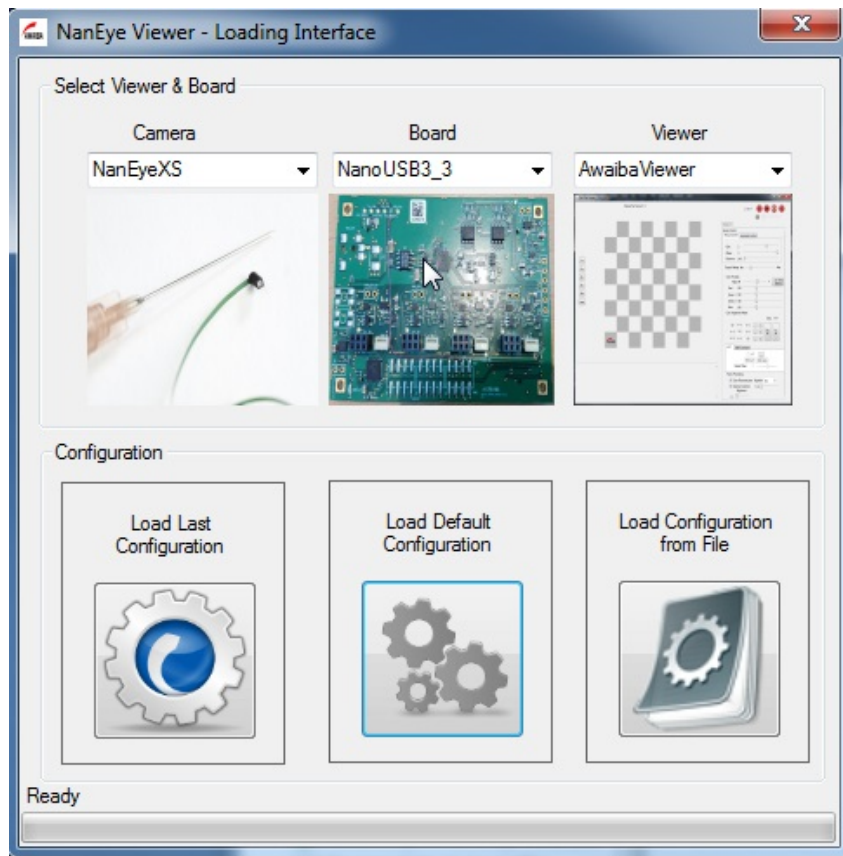 NanEye Viewer - Loading Interface
Select Viewer & Board
Camera
Board
Viewer
NanEyeXS
NanoUSB3_3
AwaibaViewer
Configuration
Load Last
Configuration
Load Default
Configuration
Load Configuration
from File
Ready